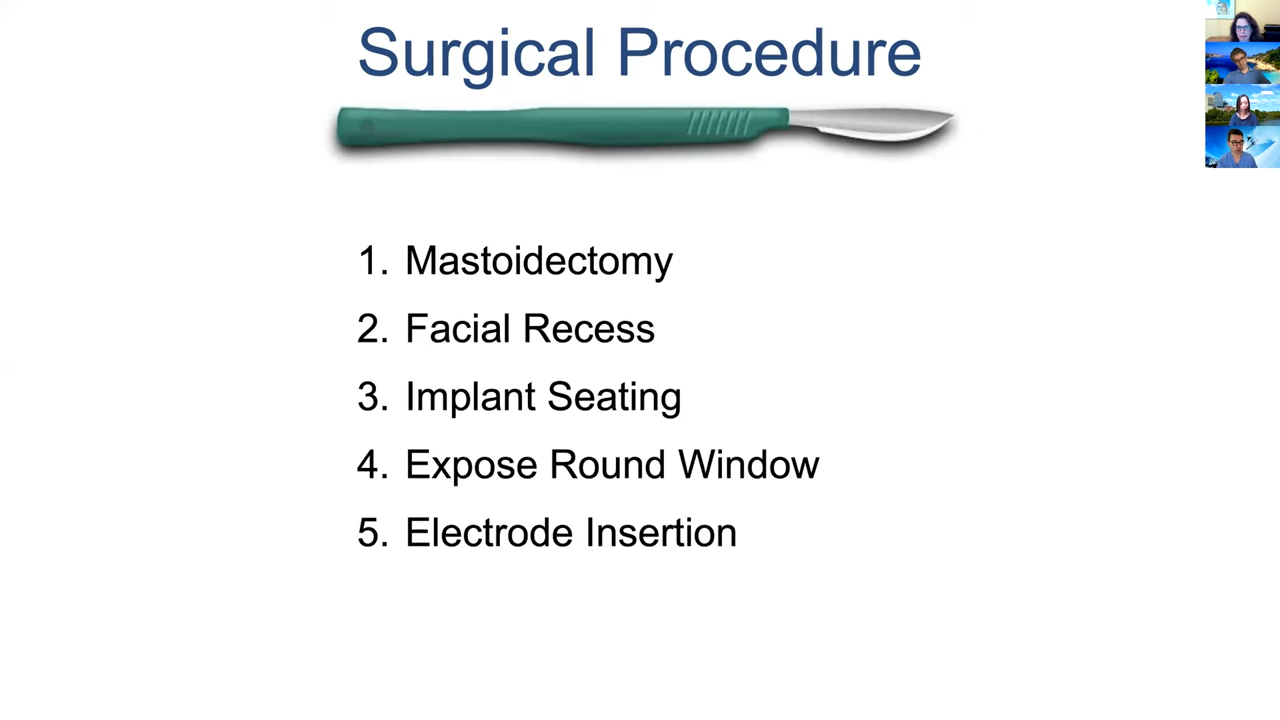 Surgical Procedure
1. Mastoidectomy
2. Facial Recess
3. Implant Seating
4. Expose Round Window
5. Electrode Insertion